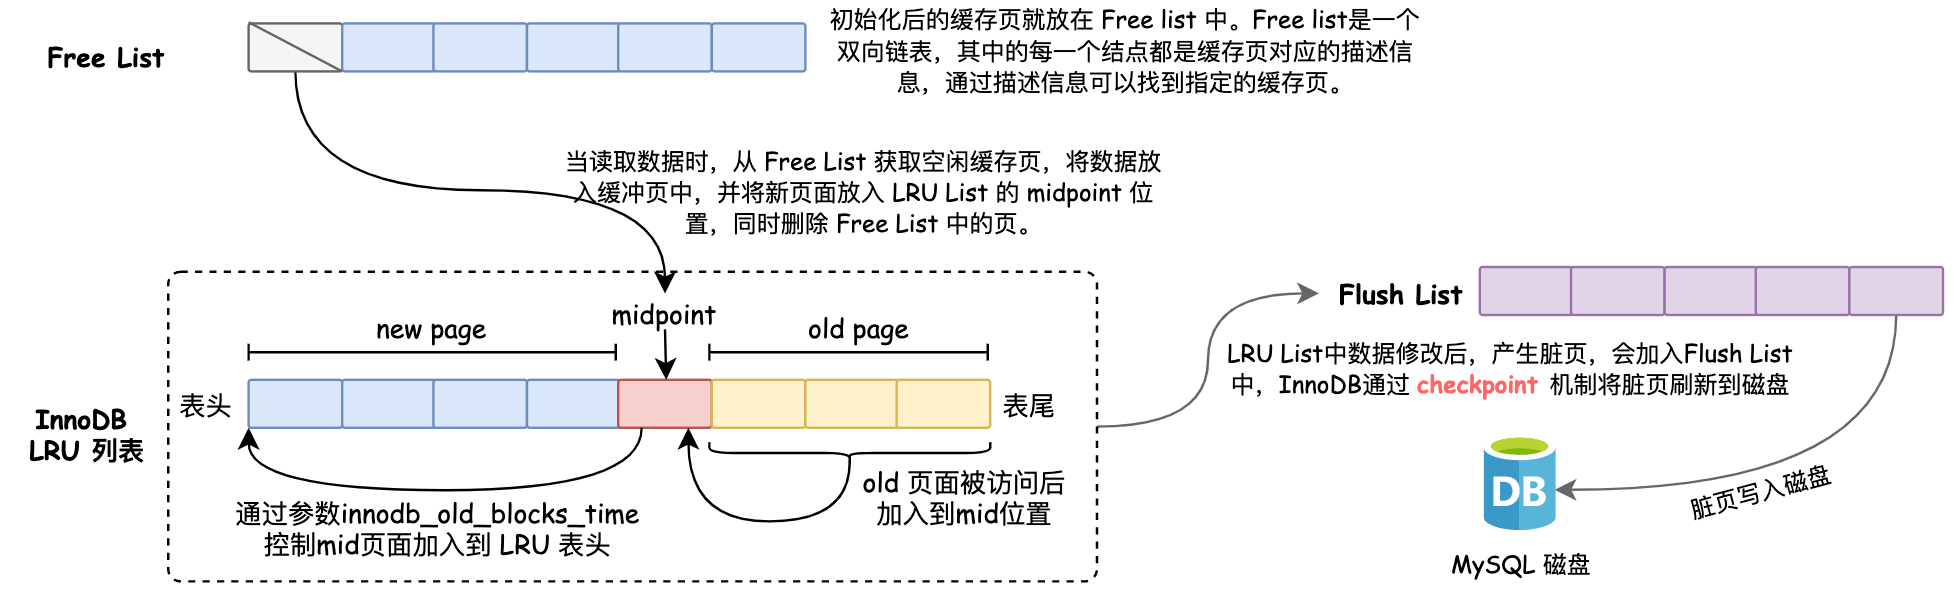 Free List
初始化后的缓存页就放在 Free list 中。Free list是一个
双向链表，其中的每一个结点都是缓存页对应的描述信
息，通过描述信息可以找到指定的缓存页。
当读取数据时，从 Free List 获取空闲缓存页，将数据放
入缓冲页中，并将新页面放入 LRU List 的 midpoint 位
置，同时删除 Free List 中的页。
midpoint
new page
old page
InnoDB
LRU 列表
表头
表尾
通过参数innodb_old_blocks_time
控制mid页面加入到 LRU 表头
old 页面被访问后
加入到mid位置
Flush List
LRU List中数据修改后，产生脏页，会加入Flush List
中，InnoDB通过 checkpoint 机制将脏页刷新到磁盘
DB
脏页写入磁盘
MySQL 磁盘